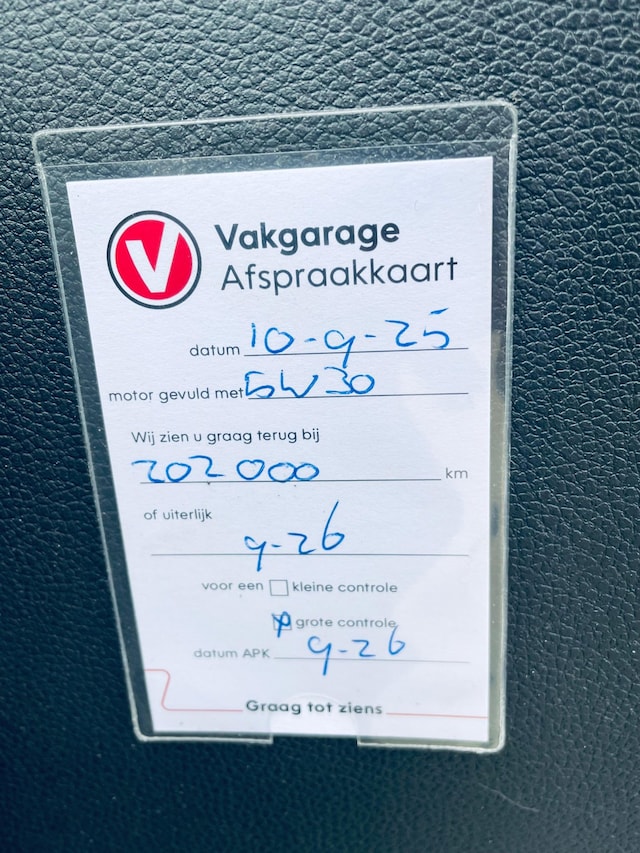 V Vakgarage
Afspraakkaart
datum 10-9-25
motor gevuld met 5W30
Wij zien u graag terug bij
202000 km
of uiterlijk
9-26
voor een kleine controle
grote controle
datum APK 9-26
Graag tot ziens